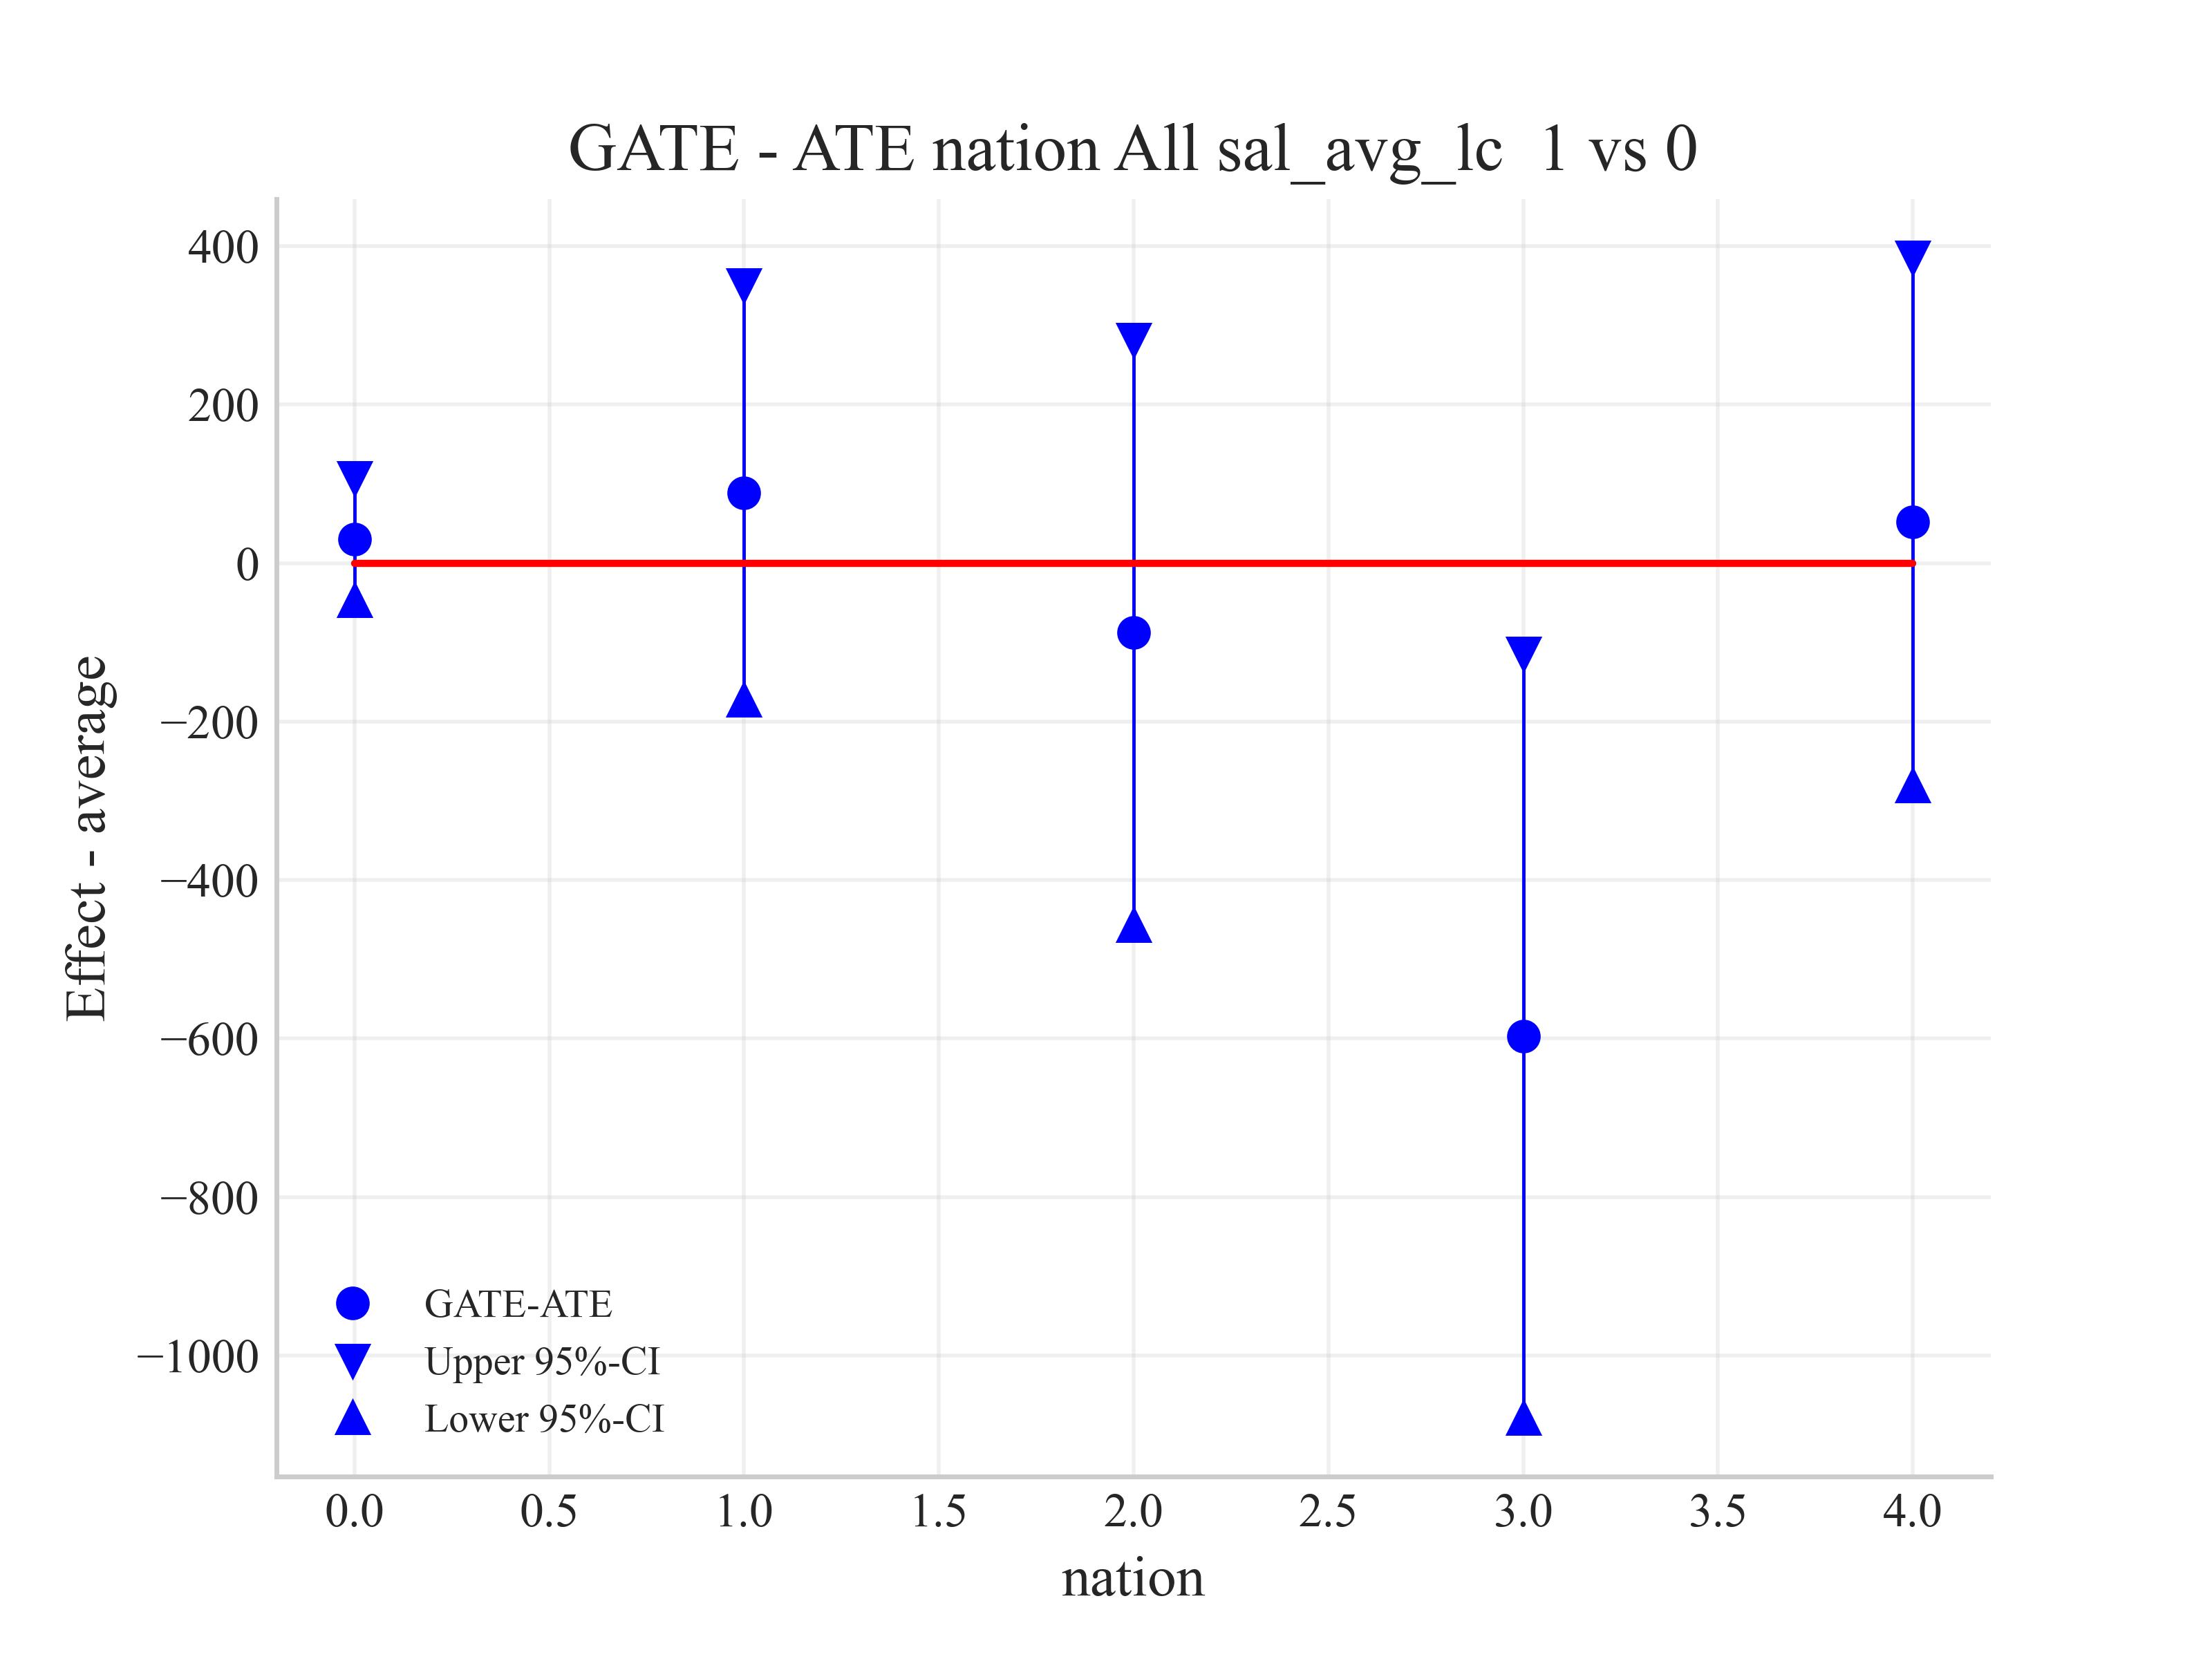 GATE - ATE nation All sal_avg_lc  1 vs 0
400
200
0
−200
−400
−600
−800
−1000
Effect - average
GATE-ATE
Upper 95%-CI
Lower 95%-CI
0.0 0.5 1.0 1.5 2.0 2.5 3.0 3.5 4.0
nation